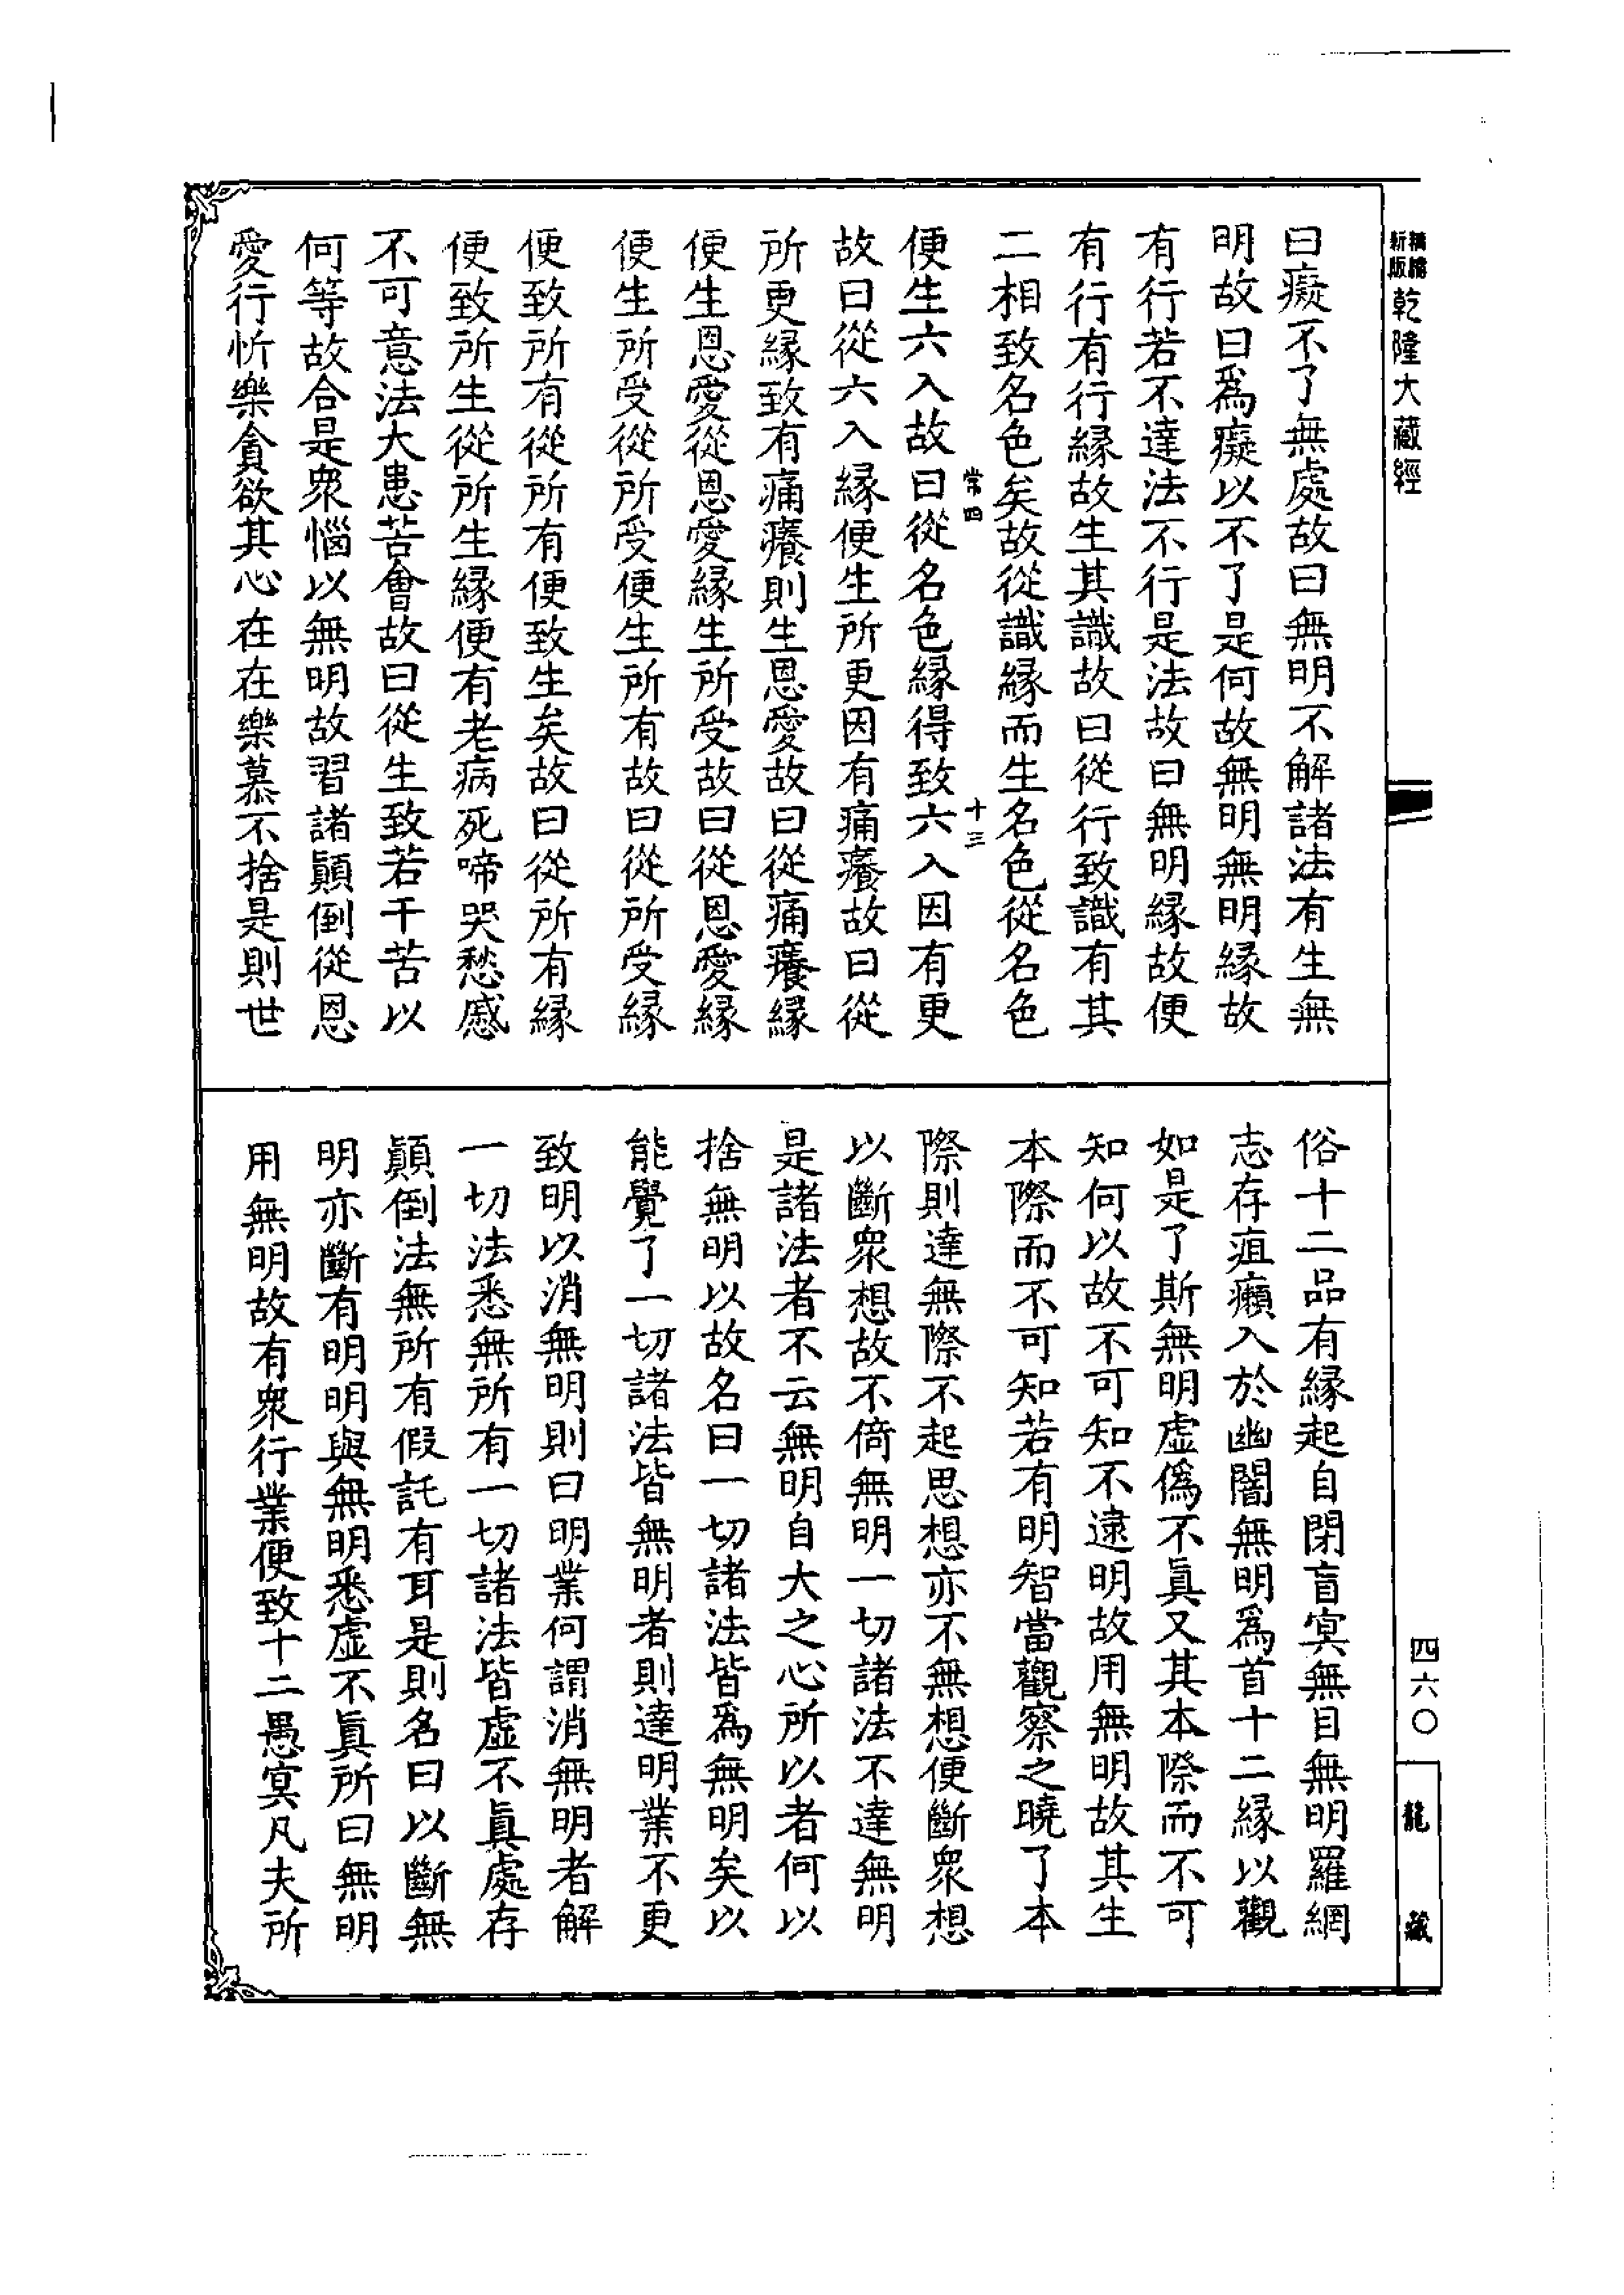 乾隆大藏經
曰癡不了無處故曰無明不解諸法有生無
明故曰爲癡以不了是何故無明無明緣故
有行若不達法不行是法故曰無明緣故便
有行有行緣故生其識故曰從行致識有其
二相致名色矣故從識緣而生名色從名色
常四
十三
便生六入故曰從名色緣得致六入因有更
故曰從六入緣便生所更因有痛癢故曰從
所更緣致有痛癢則生恩愛故曰從痛癢緣
便生恩愛從恩愛緣生所受故曰從恩愛緣
便生所受從所受便生所有故曰從所受緣
便致所有從所有便致生矣故曰從所有緣
便致所生從所生緣便有老病死啼哭愁慼
不可意法大患苦會故曰從生致若干苦以
何等故合是衆惱以無明故習諸顚倒從恩
愛行忻樂貪欲其心在在樂慕不捨是則世
俗十二品有緣起自閉盲冥無目無明羅網
志存疽癩入於幽闇無明爲首十二緣以觀
如是了斯無明虛僞不眞又其本際而不可
知何以故不可知不逮明故用無明故其生
本際而不可知若有明智當觀察之曉了本
際則達無際不起思想亦不無想便斷衆想
以斷衆想故不倚無明一切諸法不達無明
是諸法者不云無明自大之心所以者何以
捨無明以故名曰一切諸法皆爲無明矣以
能覺了一切諸法皆無明者則達明業不更
致明以消無明則曰明業何謂消無明者解
一切法悉無所有一切諸法皆虛不眞處存
顚倒法無所有假託有耳是則名曰以斷無
明亦斷有明明與無明悉虛不眞所曰無明
用無明故有衆行業便致十二愚冥凡夫所
四六〇
龍藏